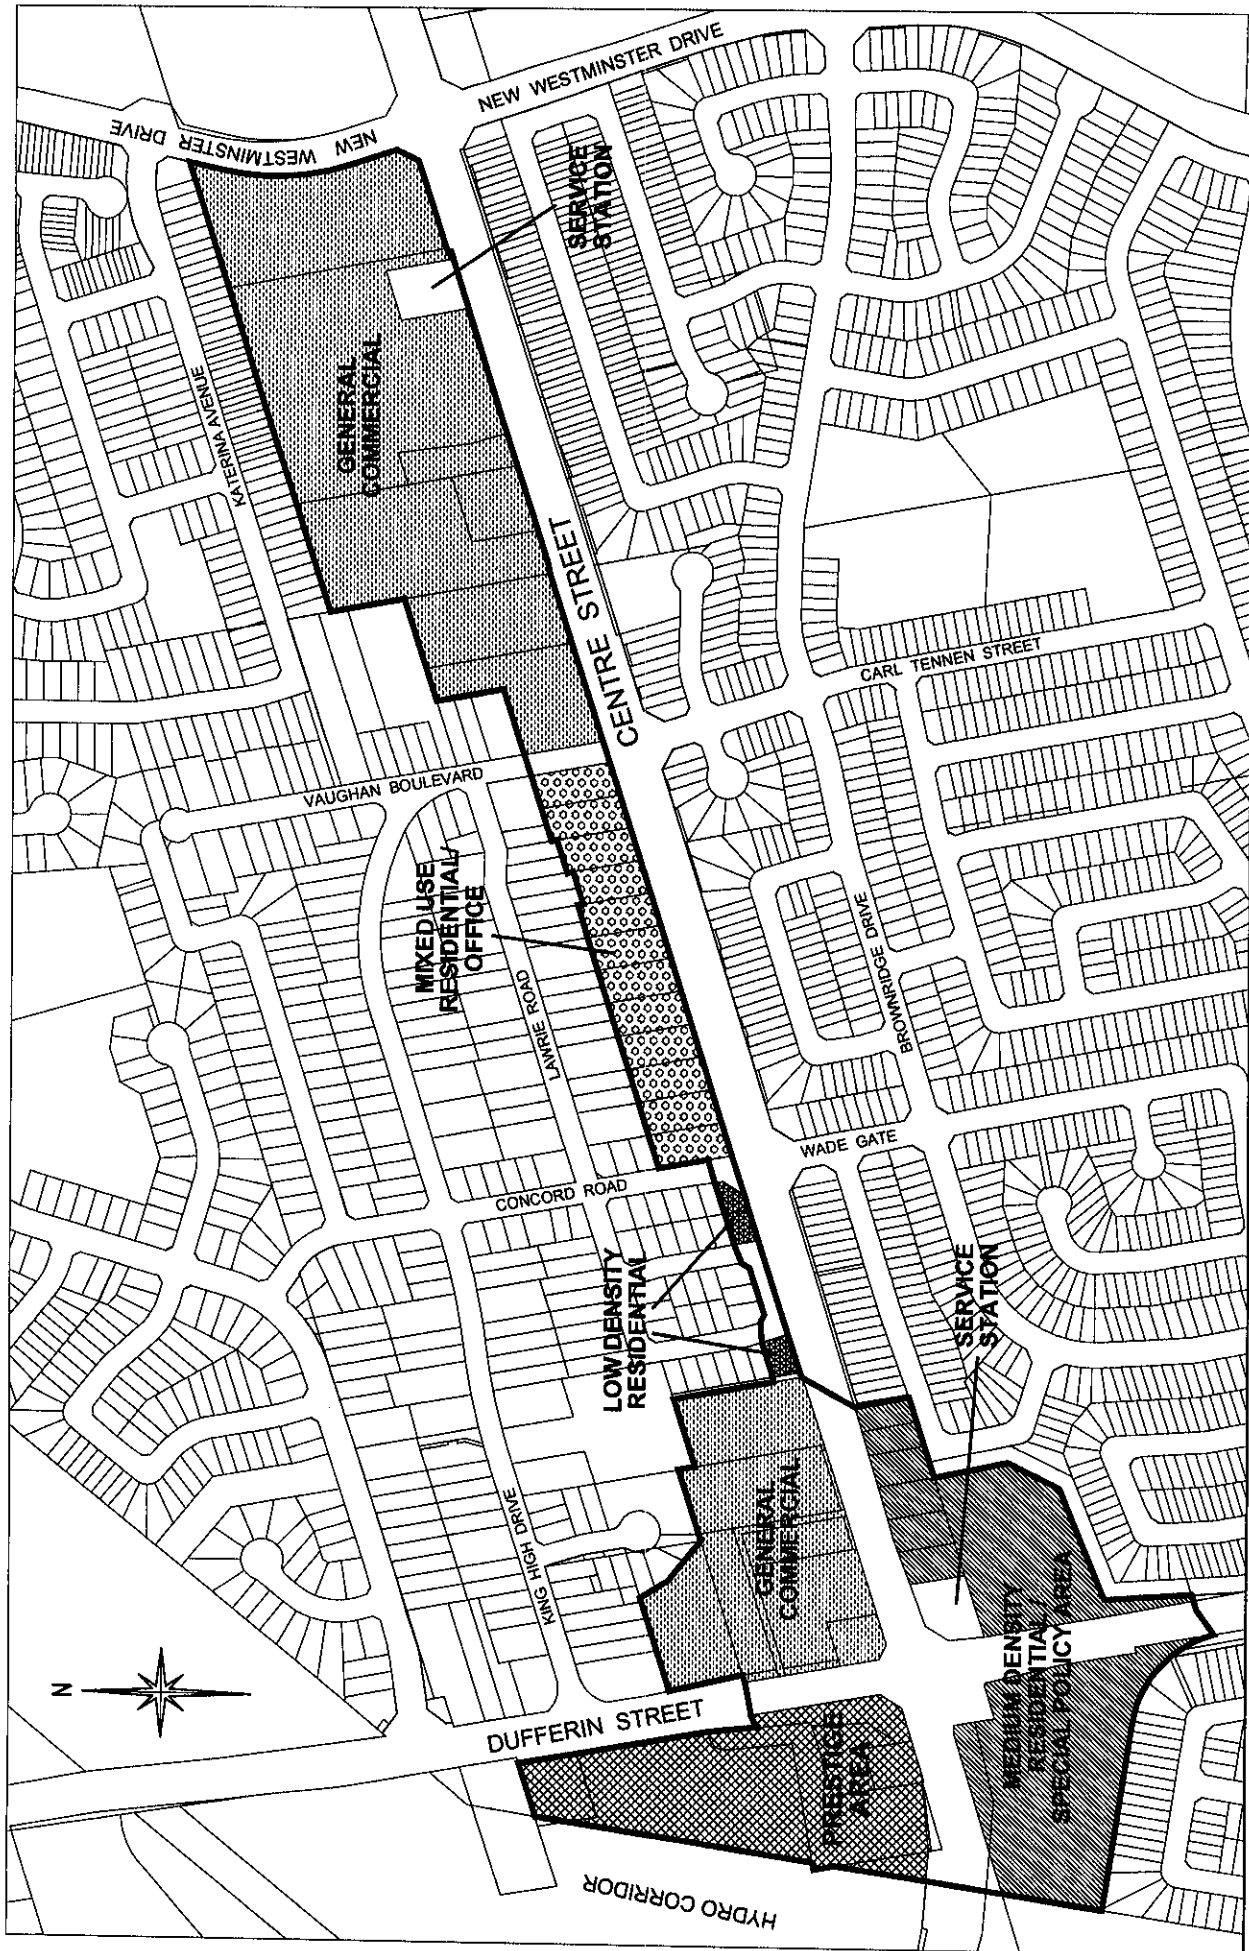 N
HYDRO CORRIDOR
DUFFERIN STREET
PRESTIGE
AREA
MEDIUM DENSITY
RESIDENTIAL /
SPECIAL POLICY AREA
SERVICE
STATION
GENERAL
COMMERCIAL
KING HIGH DRIVE
LOW DENSITY
RESIDENTIAL
CONCORD ROAD
WADE GATE
LAWRIE ROAD
MIXED USE
RESIDENTIAL/
OFFICE
BROWNRIDGE DRIVE
VAUGHAN BOULEVARD
CENTRE STREET
CARL TENNEN STREET
KATERINA AVENUE
GENERAL
COMMERCIAL
SERVICE
STATION
NEW WESTMINSTER DRIVE
NEW WESTMINSTER DRIVE